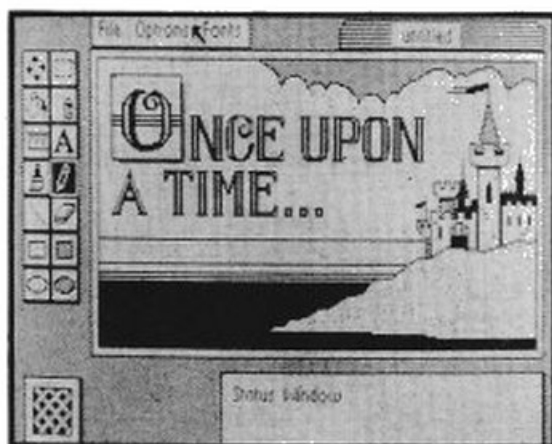 File Options Fonts
untitled
ONCE UPON
A TIME...
A
Status Window